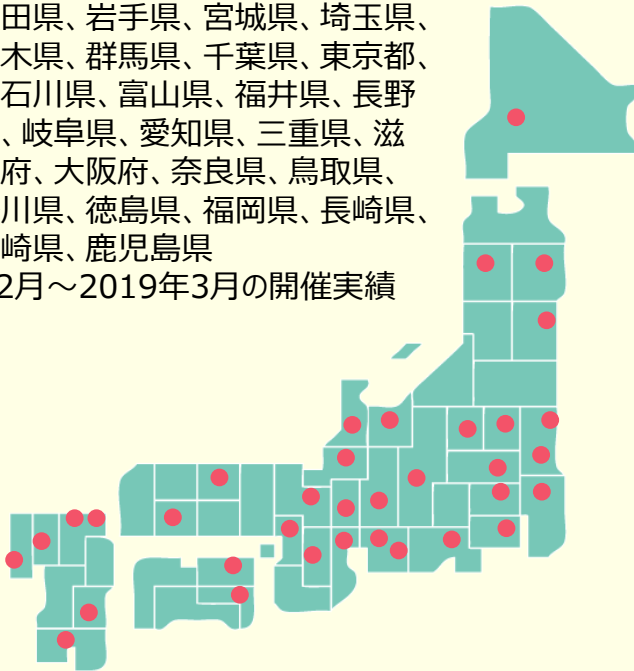 田県、岩手県、宮城県、埼玉県、
木県、群馬県、千葉県、東京都、
石川県、富山県、福井県、長野
、岐阜県、愛知県、三重県、滋
府、大阪府、奈良県、鳥取県、
川県、徳島県、福岡県、長崎県、
崎県、鹿児島県
2月～2019年3月の開催実績